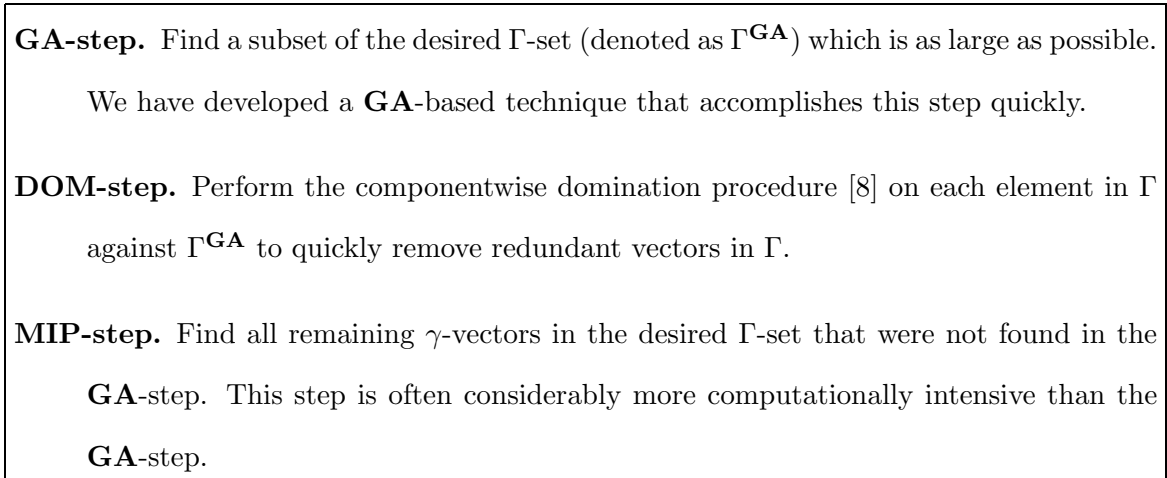 GA-step. Find a subset of the desired Γ-set (denoted as Γ^GA) which is as large as possible.
We have developed a GA-based technique that accomplishes this step quickly.
DOM-step. Perform the componentwise domination procedure [8] on each element in Γ
against Γ^GA to quickly remove redundant vectors in Γ.
MIP-step. Find all remaining γ-vectors in the desired Γ-set that were not found in the
GA-step. This step is often considerably more computationally intensive than the
GA-step.